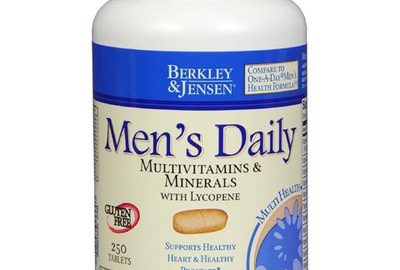 BERKLEY
& JENSEN®
COMPARE TO
ONE-A-DAY® MEN'S
HEALTH FORMULA
Men's Daily
MULTIVITAMINS &
MINERALS
WITH LYCOPENE
GLUTEN
FREE
MULTI HEALTH
250
TABLETS
SUPPORTS HEALTHY
HEART & HEALTHY